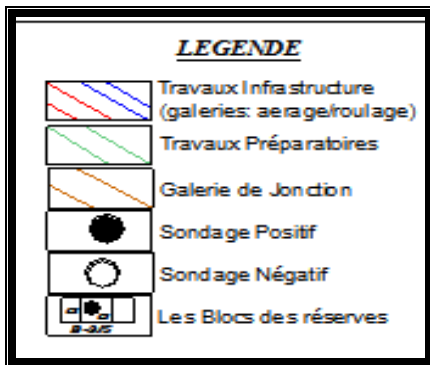 LEGENDE
Travaux Infrastructure
(galeries: aerage/roulage)
Travaux Préparatoires
Galerie de Jonction
Sondage Positif
Sondage Négatif
Les Blocs des réserves